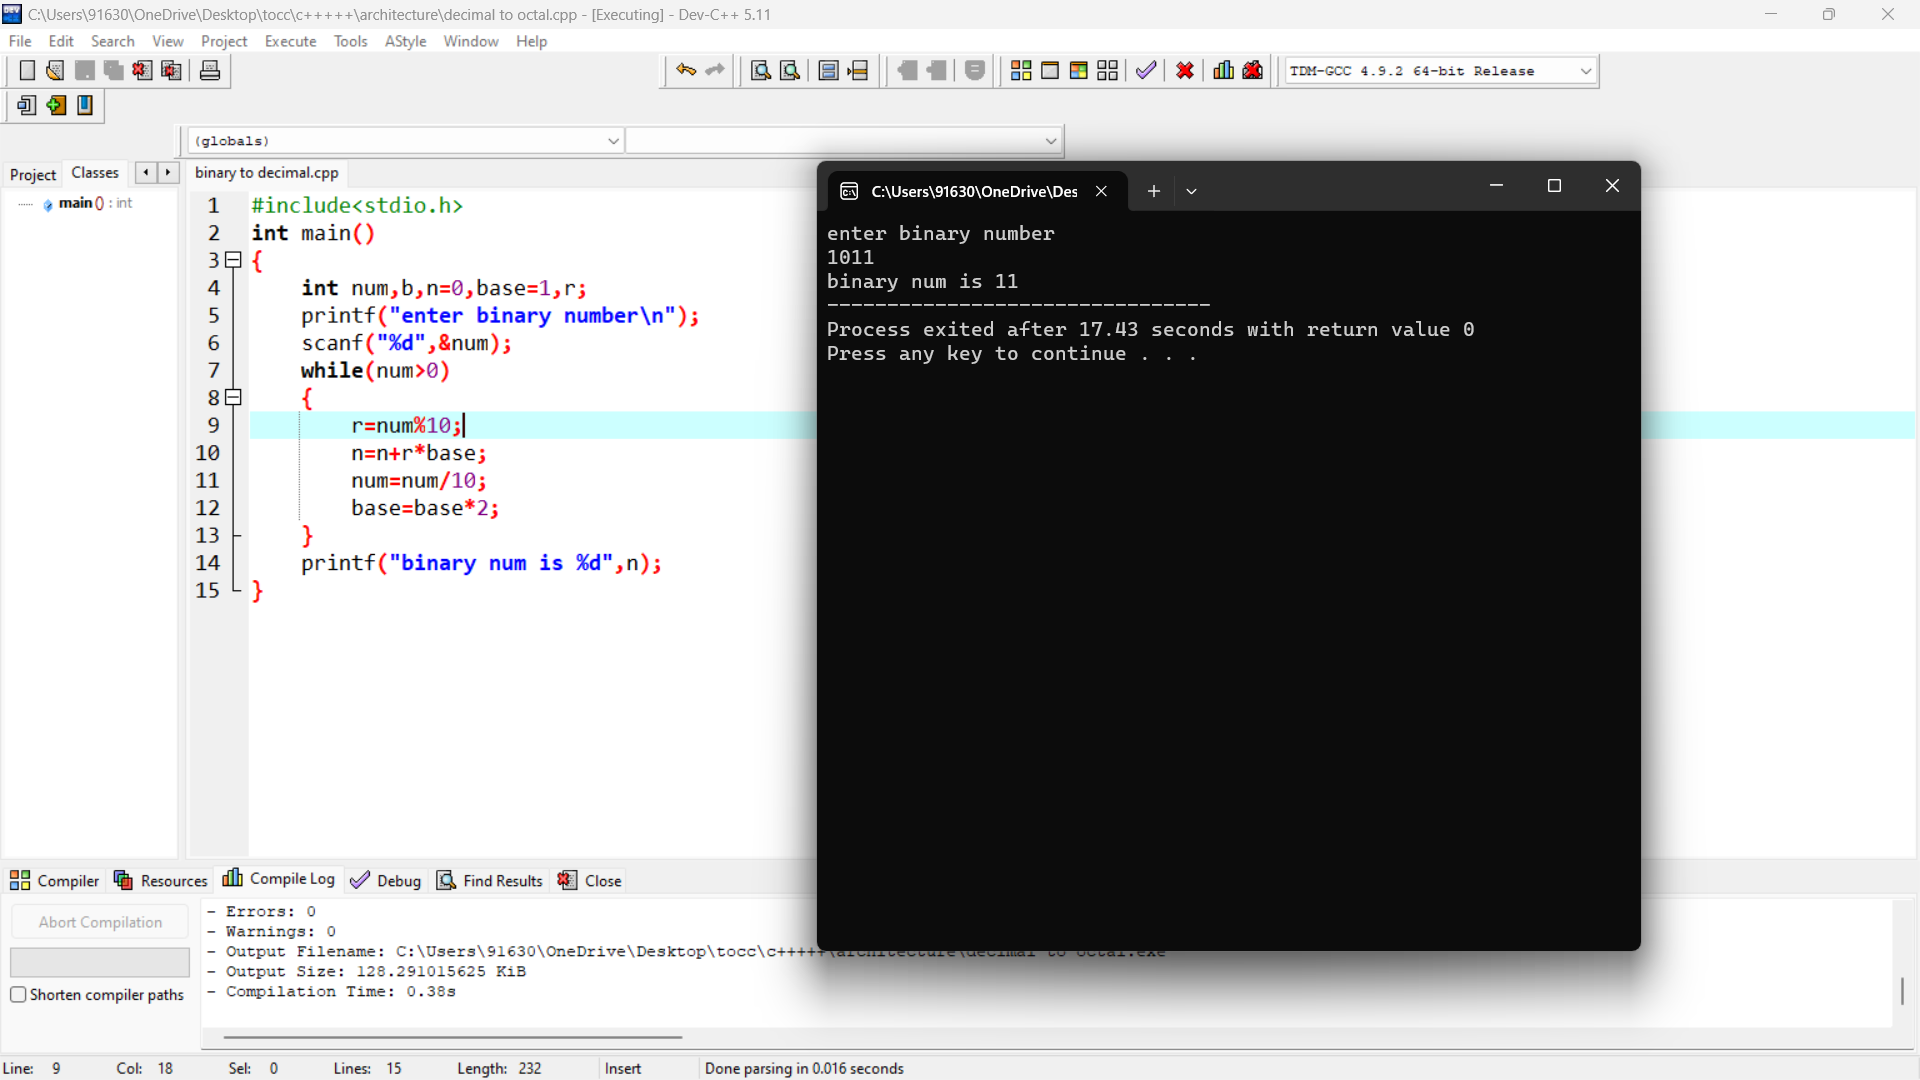 C:\Users\91630\OneDrive\Desktop\tocc\c+++++\architecture\decimal to octal.cpp - [Executing] - Dev-C++ 5.11
File Edit Search View Project Execute Tools AStyle Window Help
TDM-GCC 4.9.2 64-bit Release
(globals)
Project Classes
binary to decimal.cpp
main () : int
1 #include<stdio.h>
2 int main()
3 {
4 int num,b,n=0,base=1,r;
5 printf("enter binary number\n");
6 scanf("%d",&num);
7 while(num>0)
8 {
9 r=num%10;
10 n=n+r*base;
11 num=num/10;
12 base=base*2;
13 }
14 printf("binary num is %d",n);
15 }
C:\Users\91630\OneDrive\Des
enter binary number
1011
binary num is 11
--------------------------------
Process exited after 17.43 seconds with return value 0
Press any key to continue . . .
Compiler Resources Compile Log Debug Find Results Close
Abort Compilation
Shorten compiler paths
- Errors: 0
- Warnings: 0
- Output Filename: C:\Users\91630\OneDrive\Desktop\tocc\c+++++\architecture\decimal to octal.exe
- Output Size: 128.291015625 KiB
- Compilation Time: 0.38s
Line: 9 Col: 18 Sel: 0 Lines: 15 Length: 232 Insert Done parsing in 0.016 seconds